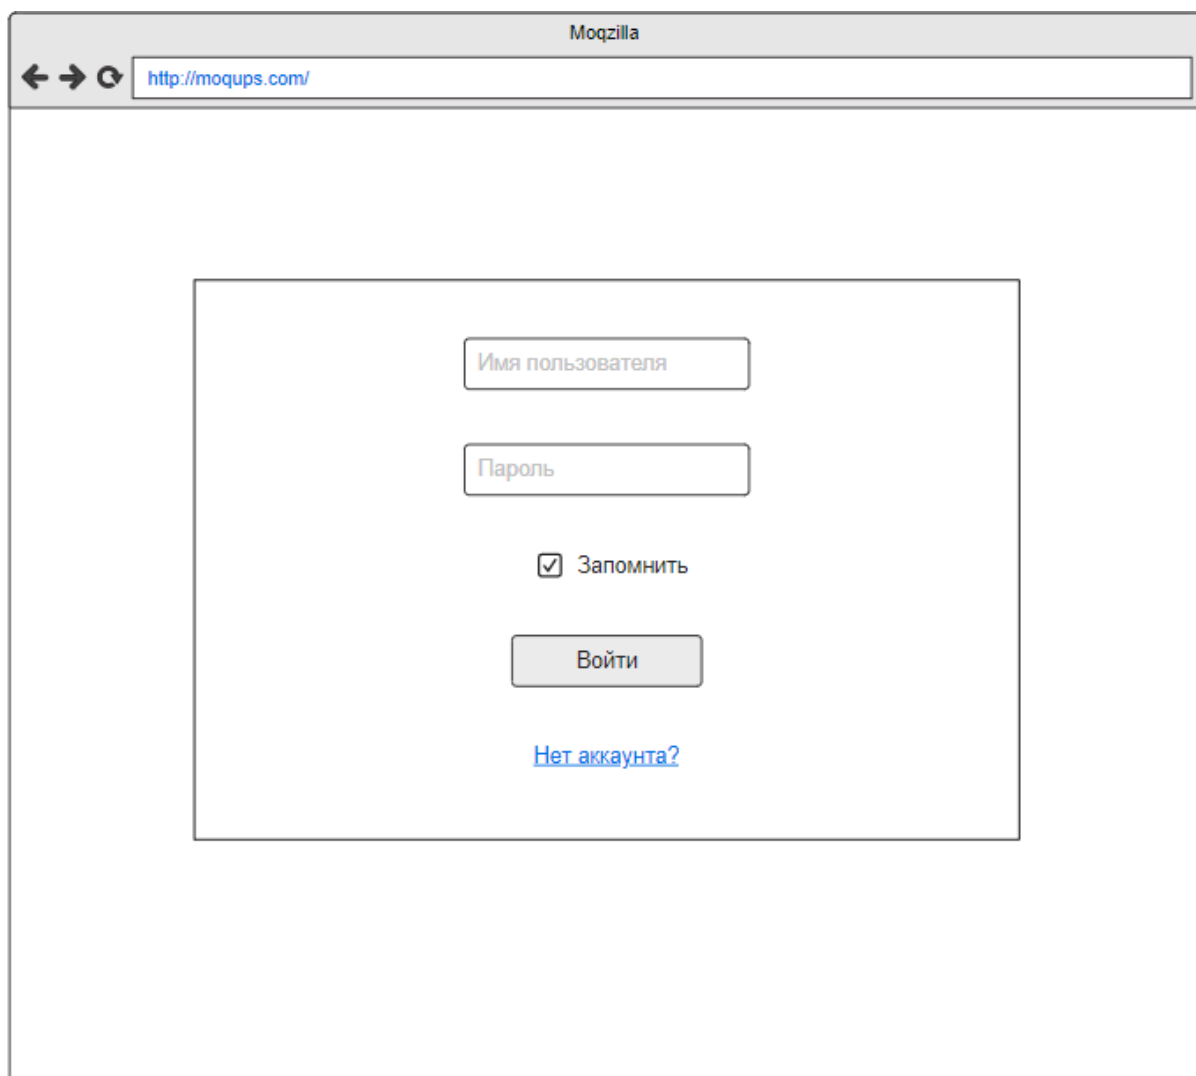 Moqzilla
http://moqups.com/
Имя пользователя
Пароль
Запомнить
Войти
Нет аккаунта?